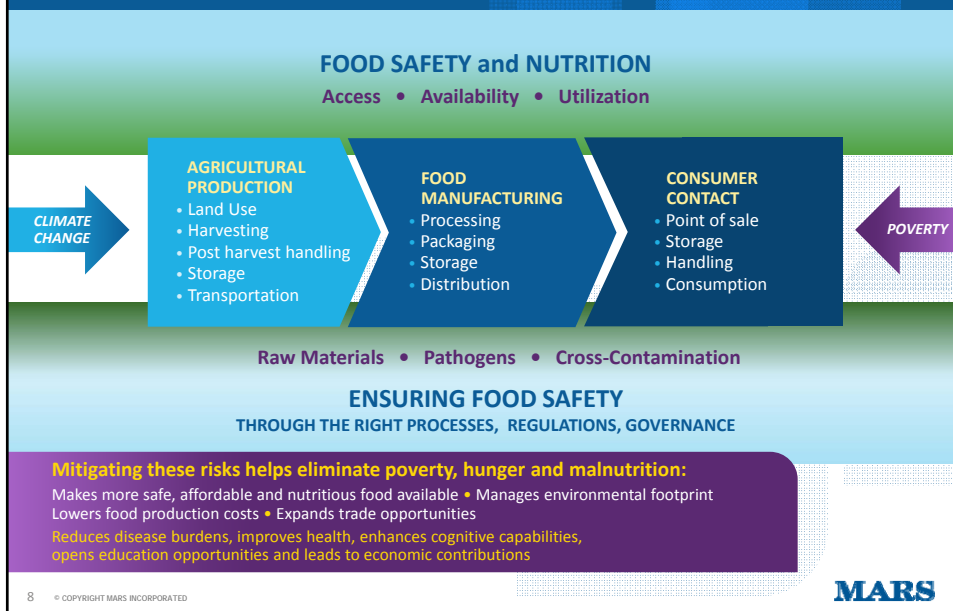 FOOD SAFETY and NUTRITION
Access • Availability • Utilization
CLIMATE
CHANGE
AGRICULTURAL
PRODUCTION
• Land Use
• Harvesting
• Post harvest handling
• Storage
• Transportation
FOOD
MANUFACTURING
• Processing
• Packaging
• Storage
• Distribution
CONSUMER
CONTACT
• Point of sale
• Storage
• Handling
• Consumption
POVERTY
Raw Materials • Pathogens • Cross-Contamination
ENSURING FOOD SAFETY
THROUGH THE RIGHT PROCESSES, REGULATIONS, GOVERNANCE
Mitigating these risks helps eliminate poverty, hunger and malnutrition:
Makes more safe, affordable and nutritious food available • Manages environmental footprint
Lowers food production costs • Expands trade opportunities
Reduces disease burdens, improves health, enhances cognitive capabilities,
opens education opportunities and leads to economic contributions
8 © COPYRIGHT MARS INCORPORATED
MARS